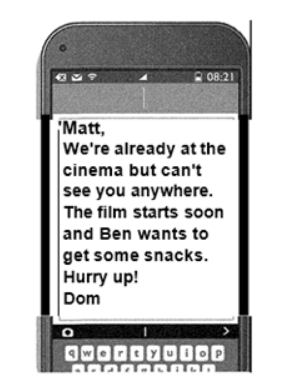 08:21
'Matt,
We're already at the
cinema but can't
see you anywhere.
The film starts soon
and Ben wants to
get some snacks.
Hurry up!
Dom
q w e r t y u i o p